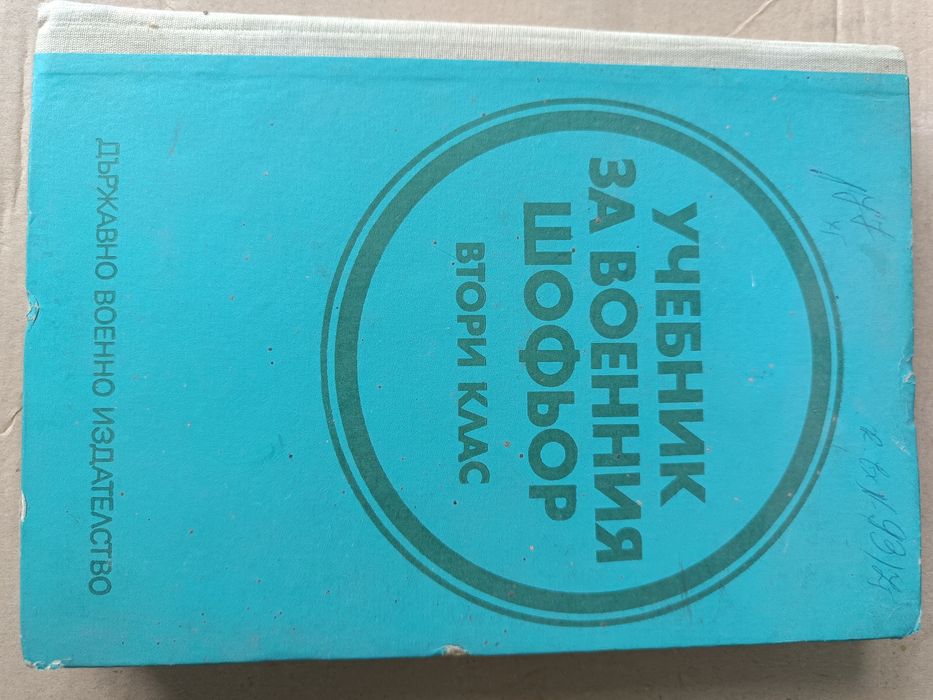 УЧЕБНИК
ЗА ВОЕННИЯ
ШОФЬОР
ВТОРИ КЛАС
ДЪРЖАВНО ВОЕННО ИЗДАТЕЛСТВО